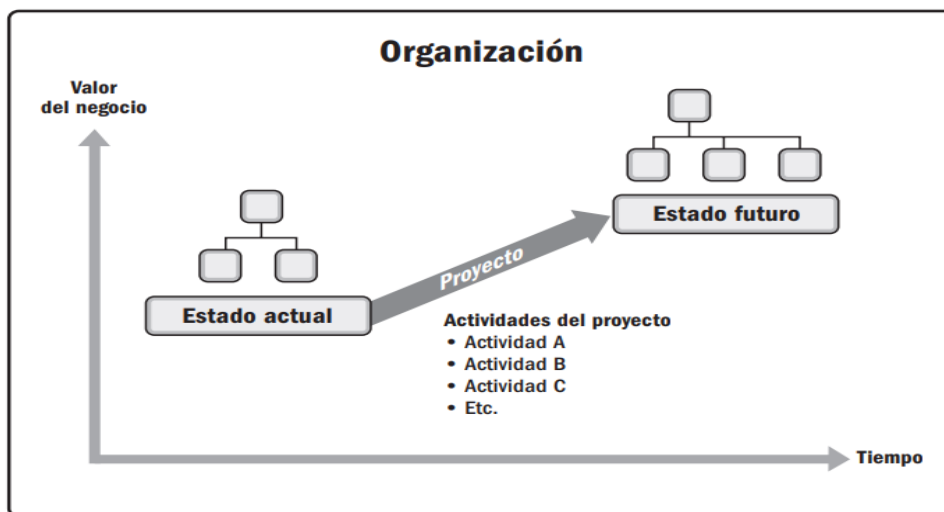 Organización
Valor
del negocio
Estado futuro
Proyecto
Estado actual
Actividades del proyecto
• Actividad A
• Actividad B
• Actividad C
• Etc.
Tiempo